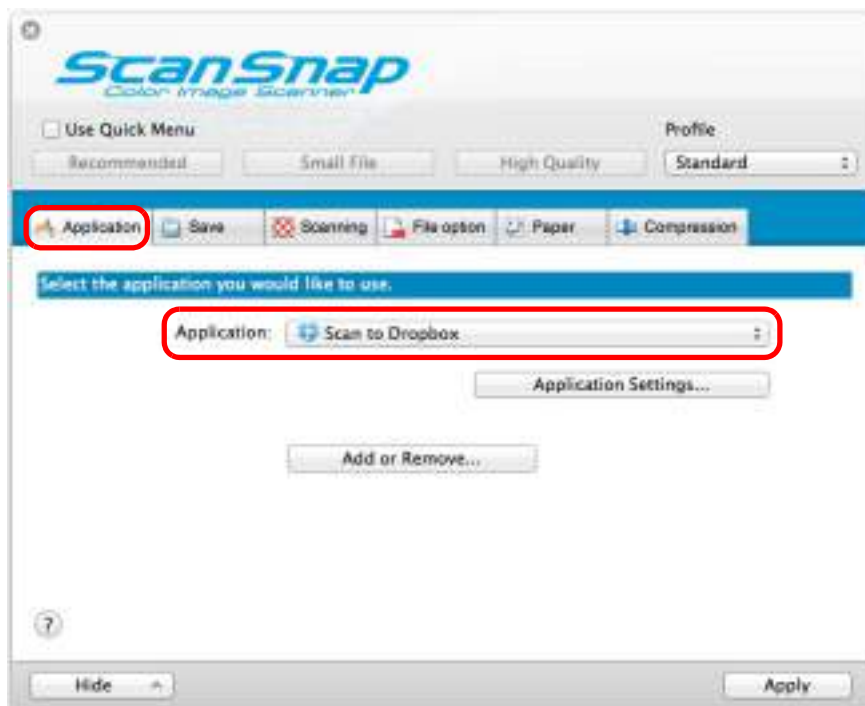 ScanSnap
Color Image Scanner
Use Quick Menu
Profile
Recommended Small File High Quality Standard
Application Save Scanning File option Paper Compression
Select the application you would like to use.
Application: Scan to Dropbox
Application Settings...
Add or Remove...
?
Hide Apply